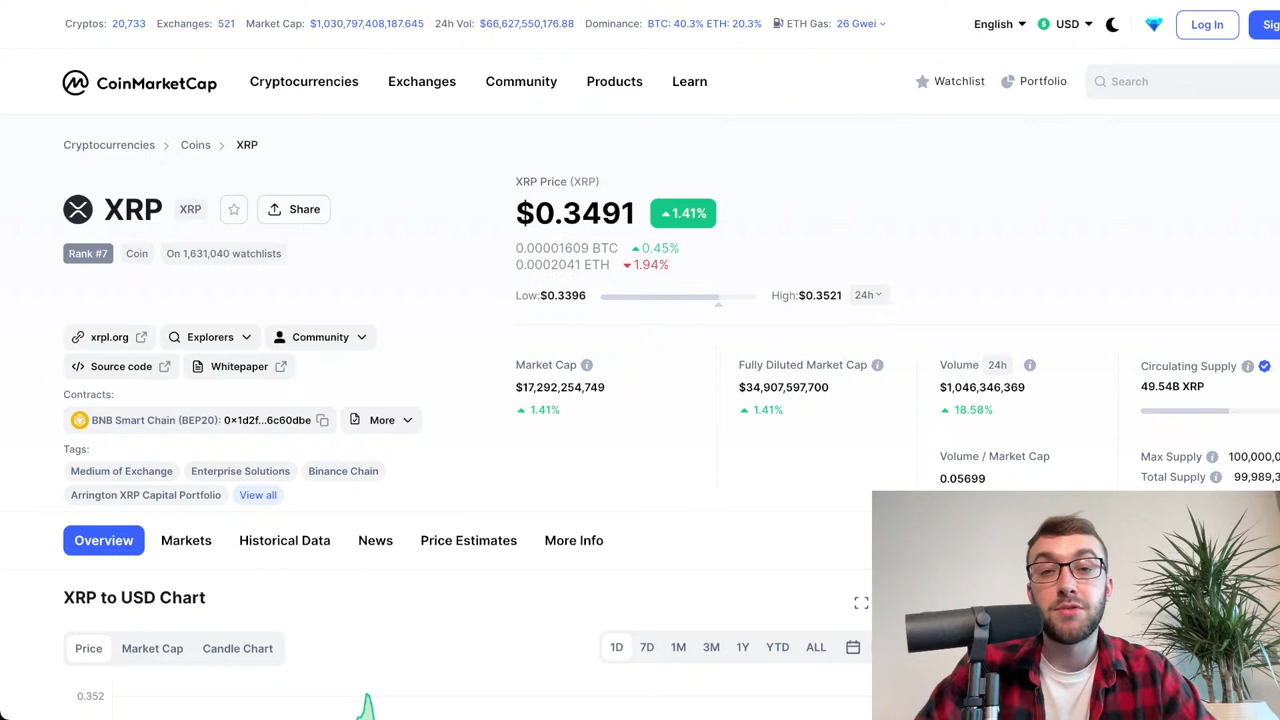 Cryptos: 20,733 Exchanges: 521 Market Cap: $1,030,797,408,187.645 24h Vol: $66,627,550,176.88 Dominance: BTC: 40.3% ETH: 20.3% ETH Gas: 26 Gwei English USD Log In Sig
CoinMarketCap Cryptocurrencies Exchanges Community Products Learn Watchlist Portfolio Search
Cryptocurrencies Coins XRP
XRP XRP Share
Rank #7 Coin On 1,631,040 watchlists
XRP Price (XRP)
$0.3491 1.41%
0.00001609 BTC 0.45%
0.0002041 ETH 1.94%
Low:$0.3396 High:$0.3521 24h
xrpl.org Explorers Community
Source code Whitepaper
Contracts:
BNB Smart Chain (BEP20): 0x1d2f...6c60dbe More
Tags:
Medium of Exchange Enterprise Solutions Binance Chain
Arrington XRP Capital Portfolio View all
Market Cap
$17,292,254,749
1.41%
Fully Diluted Market Cap
$34,907,597,700
1.41%
Volume 24h
$1,046,346,369
18.58%
Volume / Market Cap
0.05699
Circulating Supply
49.54B XRP
Max Supply 100,000,0
Total Supply 99,989,3
Overview Markets Historical Data News Price Estimates More Info
XRP to USD Chart
Price Market Cap Candle Chart 1D 7D 1M 3M 1Y YTD ALL
0.352